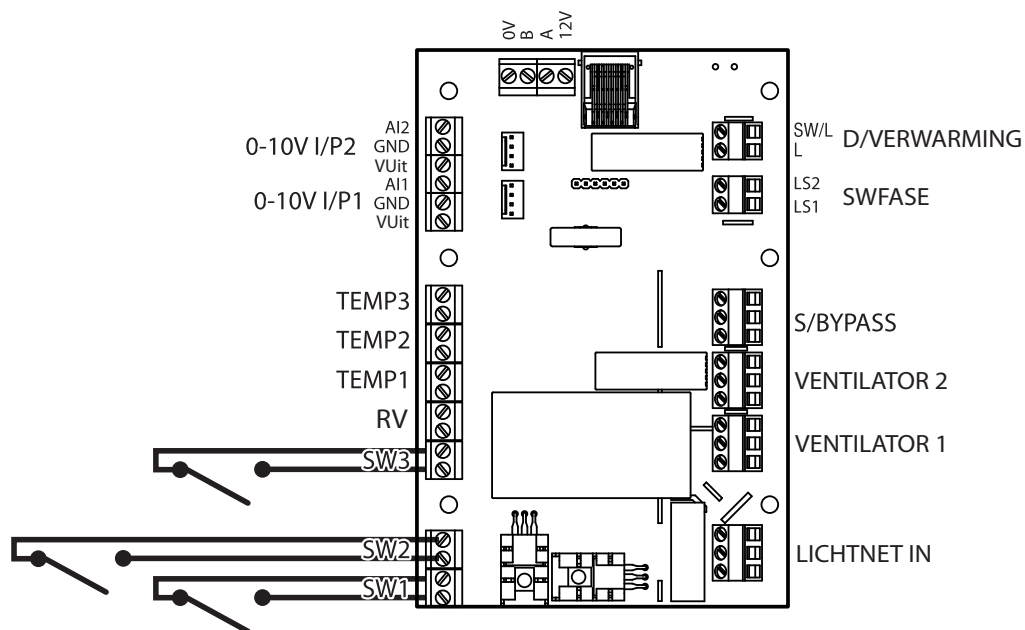 0V
B
A
12V
AI2
0-10V I/P2
GND
VUit
AI1
0-10V I/P1
GND
VUit
TEMP3
TEMP2
TEMP1
RV
SW3
SW2
SW1
SW/L
D/VERWARMING
L
LS2
SWFASE
LS1
S/BYPASS
VENTILATOR 2
VENTILATOR 1
LICHTNET IN